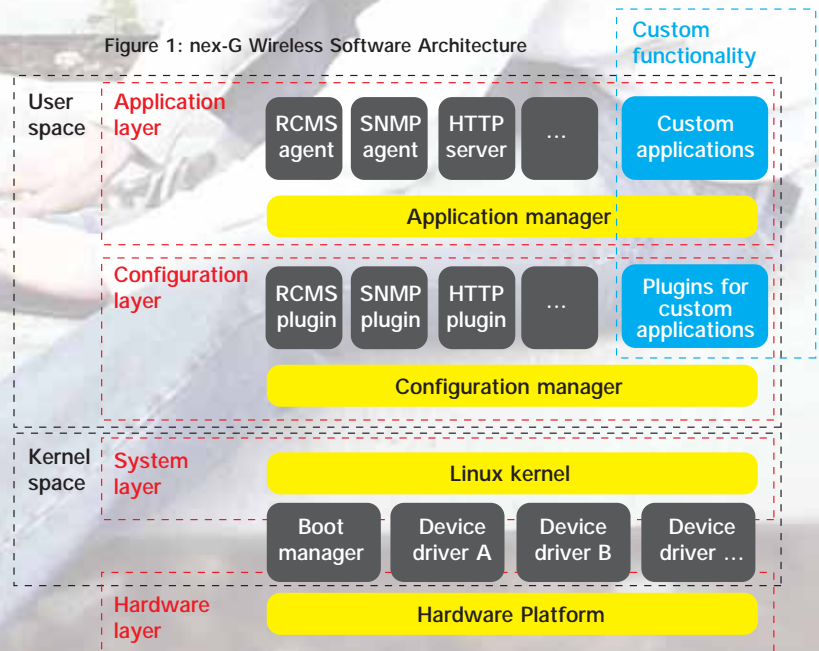 Figure 1: nex-G Wireless Software Architecture
Custom
functionality
User
space
Application
layer
RCMS
agent
SNMP
agent
HTTP
server
...
Custom
applications
Application manager
Configuration
layer
RCMS
plugin
SNMP
plugin
HTTP
plugin
...
Plugins for
custom
applications
Configuration manager
Kernel
space
System
layer
Linux kernel
Boot
manager
Device
driver A
Device
driver B
Device
driver ...
Hardware
layer
Hardware Platform